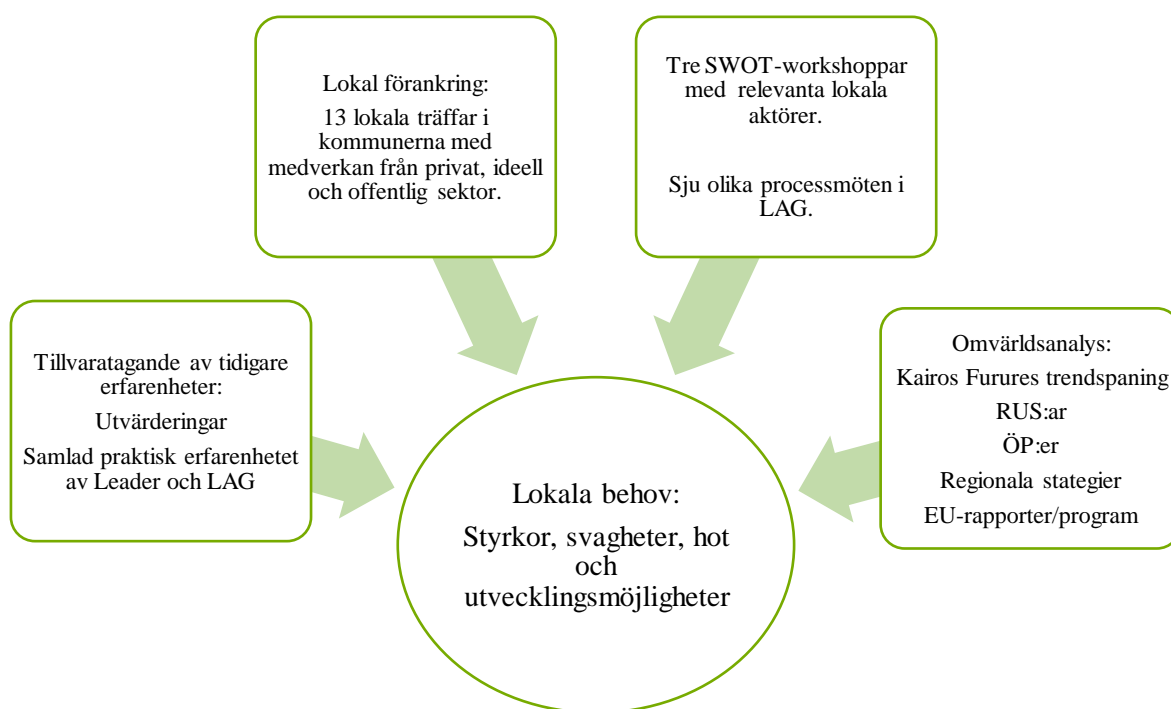 Lokal förankring:
13 lokala träffar i
kommunerna med
medverkan från privat, ideell
och offentlig sektor.
Tre SWOT-workshoppar
med relevanta lokala
aktörer.
Sju olika processmöten i
LAG.
Tillvaratagande av tidigare
erfarenheter:
Utvärderingar
Samlad praktisk erfarenhetet
av Leader och LAG
Omvärldsanalys:
Kairos Furures trendspaning
RUS:ar
ÖP:er
Regionala stategier
EU-rapporter/program
Lokala behov:
Styrkor, svagheter, hot
och
utvecklingsmöjligheter